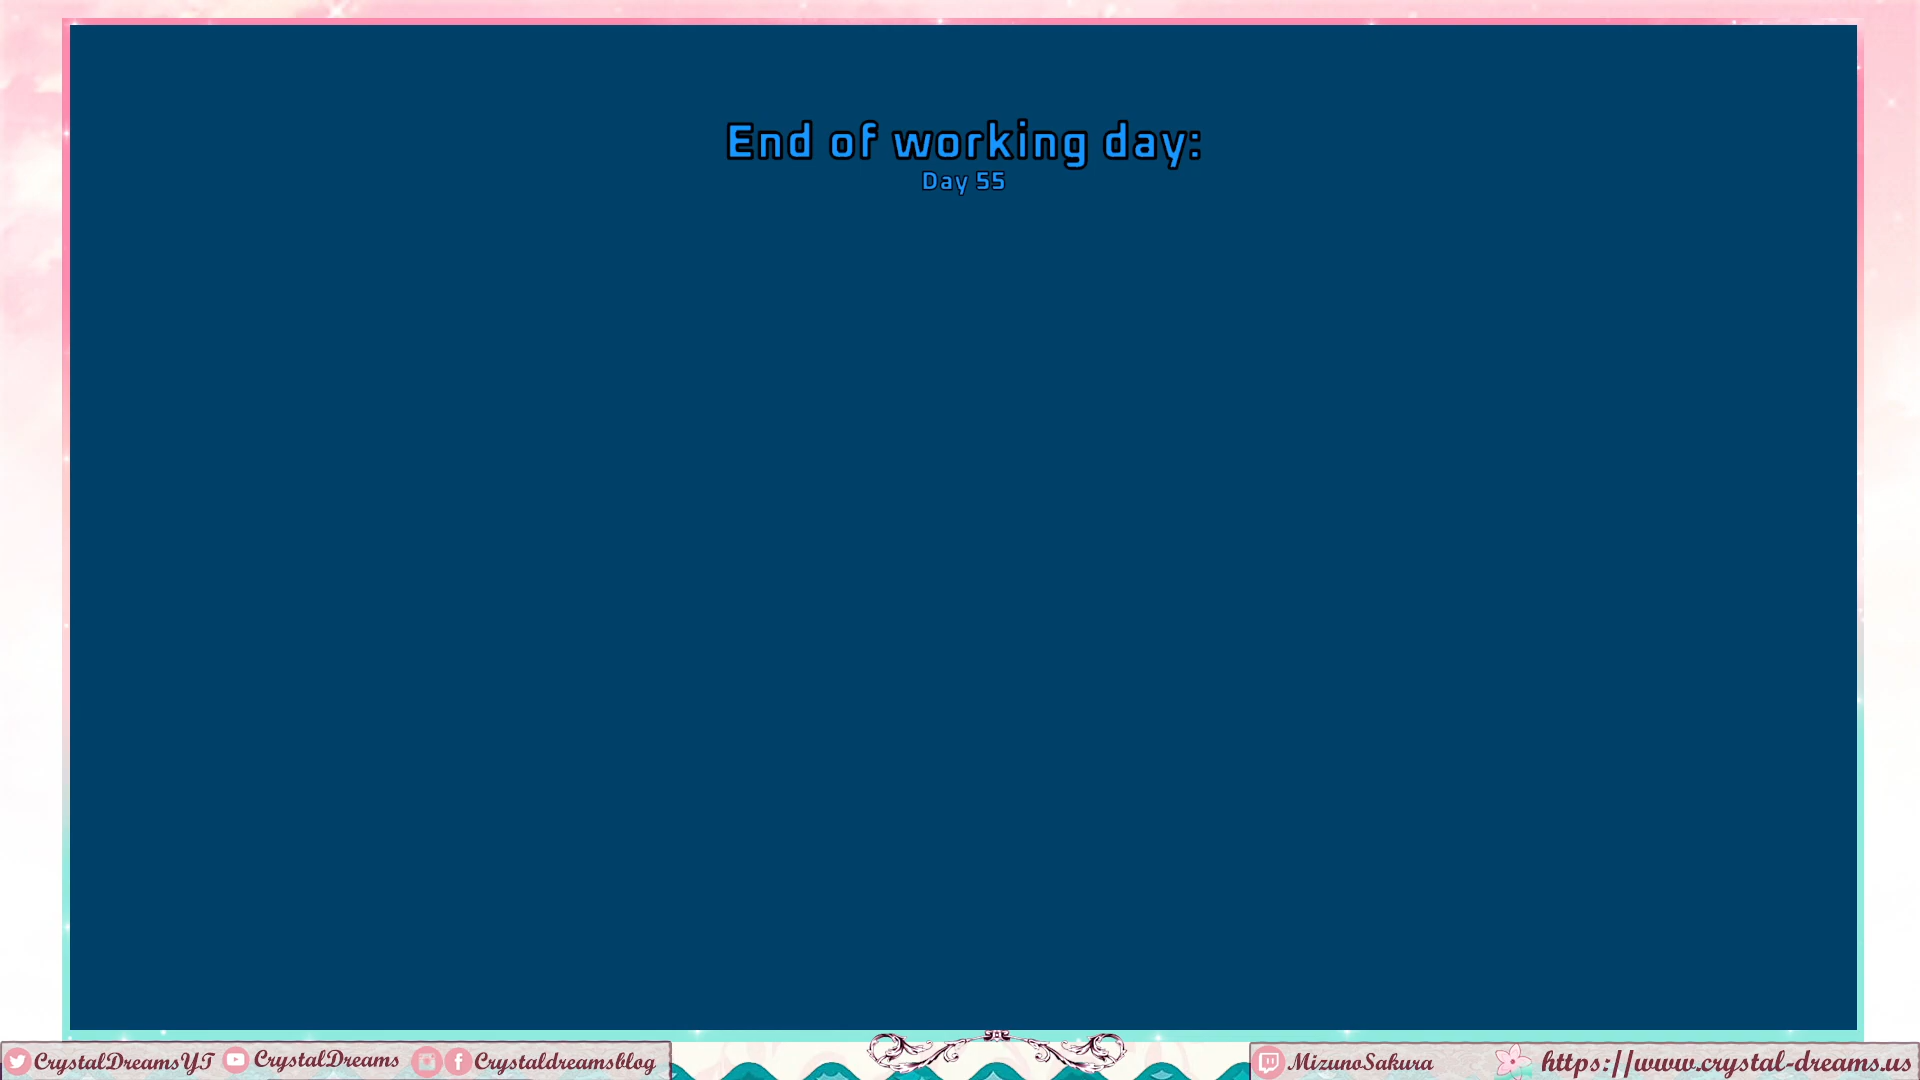 End of working day:
Day 55
CrystalDreamsYT CrystalDreams Crystaldreamsblog MizunoSakura https://www.crystal-dreams.us